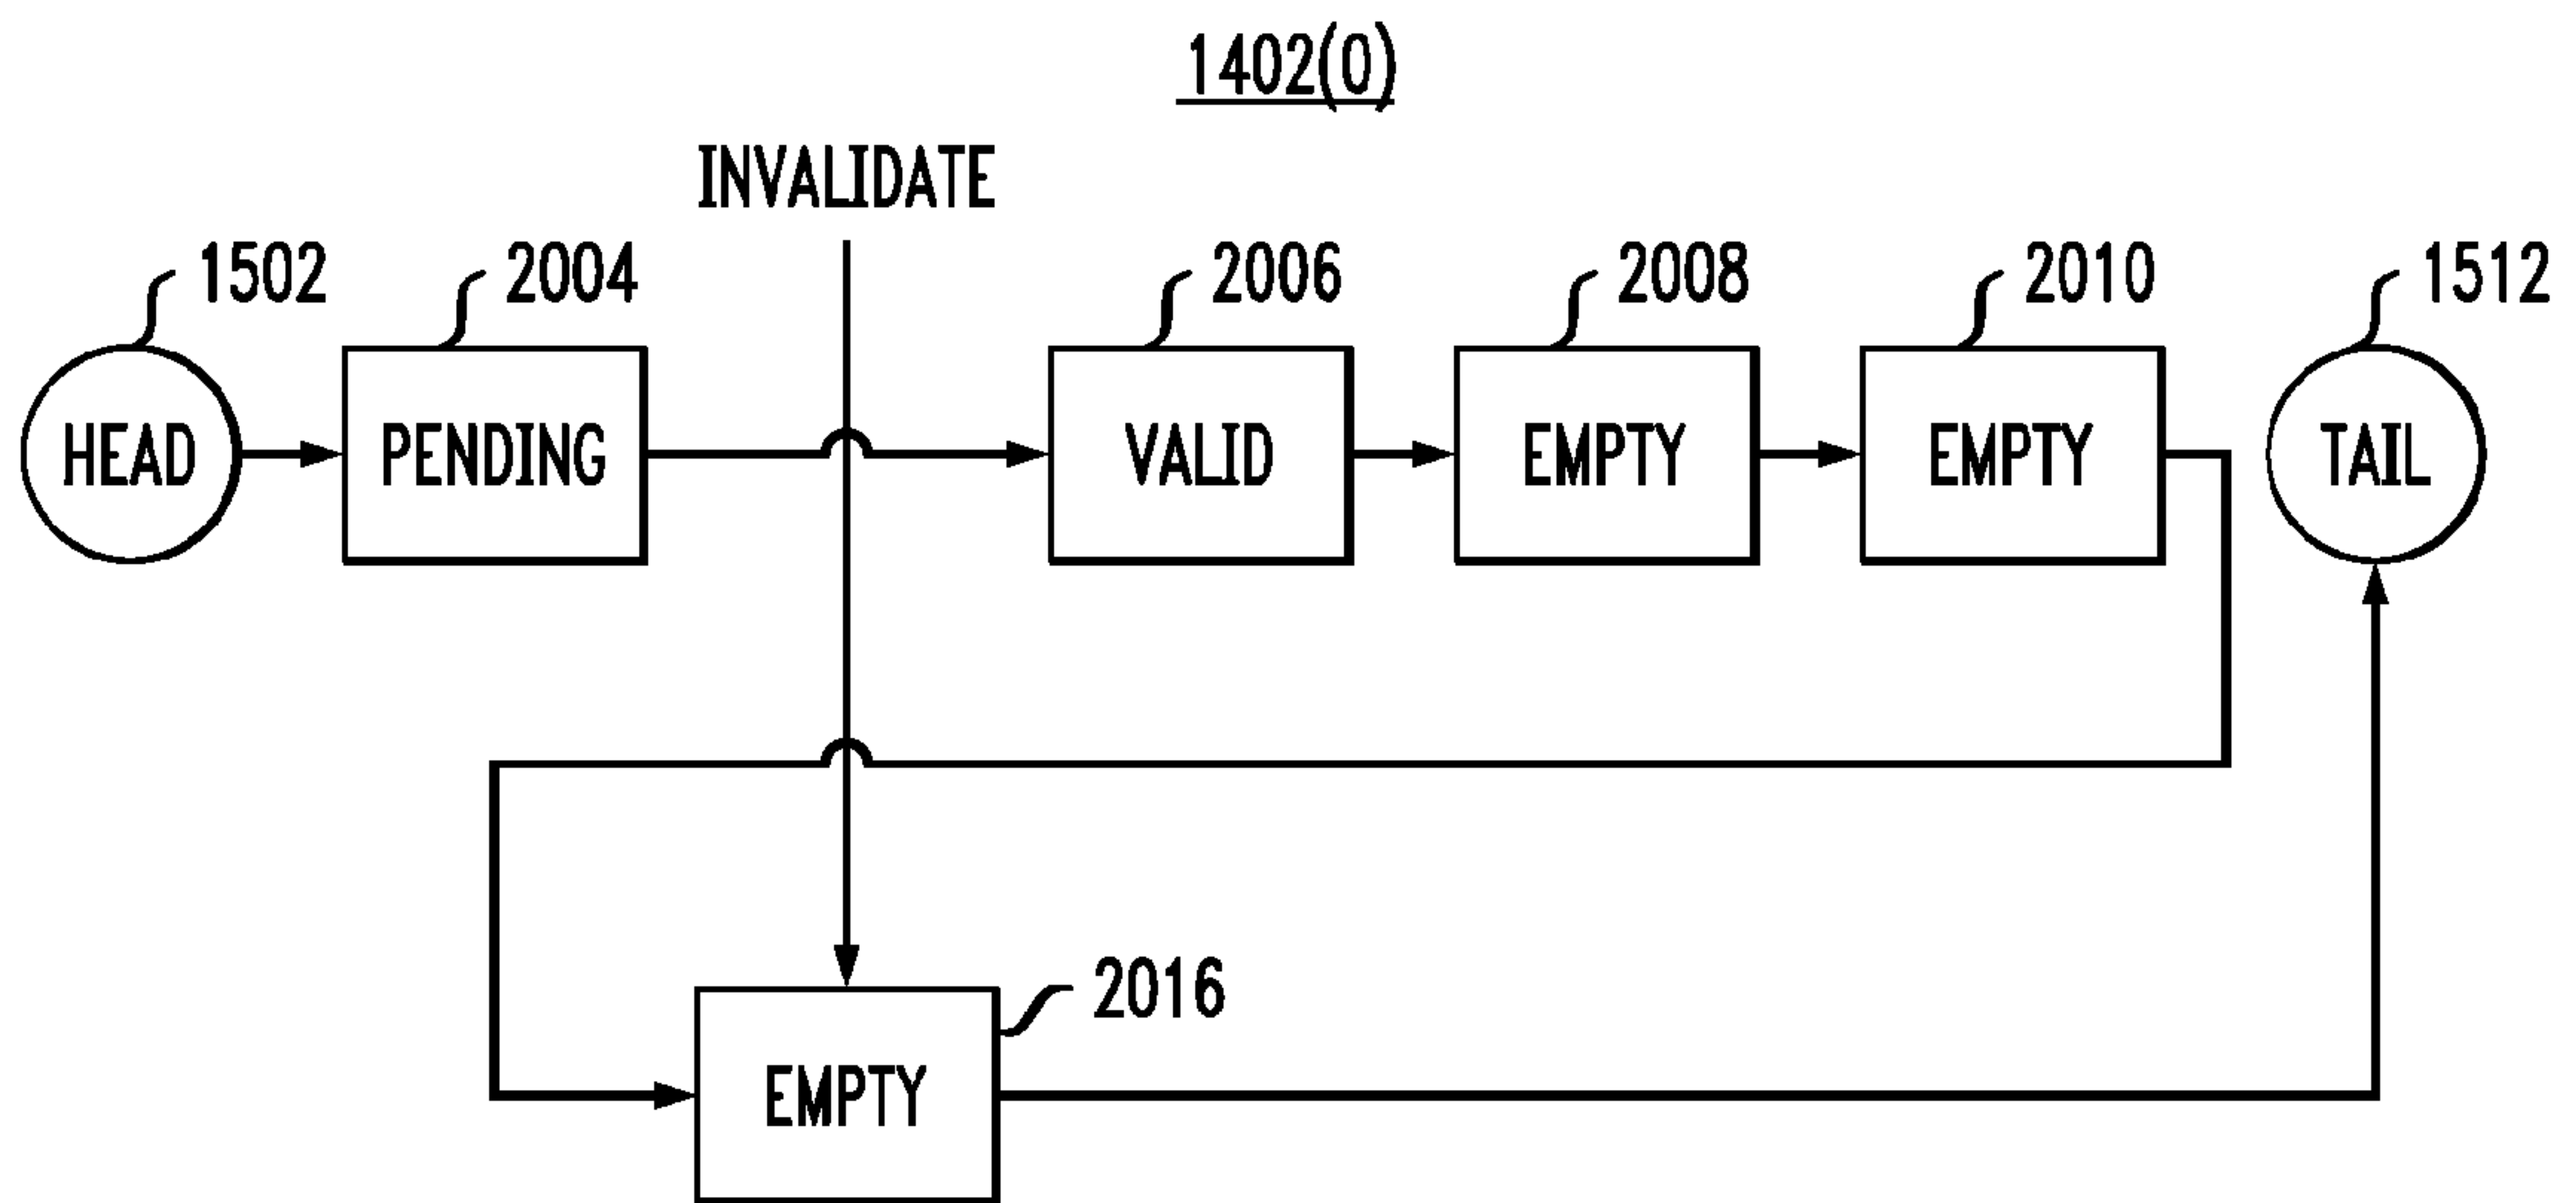 1402(0)
INVALIDATE
1502 2004 2006 2008 2010 1512
HEAD PENDING VALID EMPTY EMPTY TAIL
2016
EMPTY